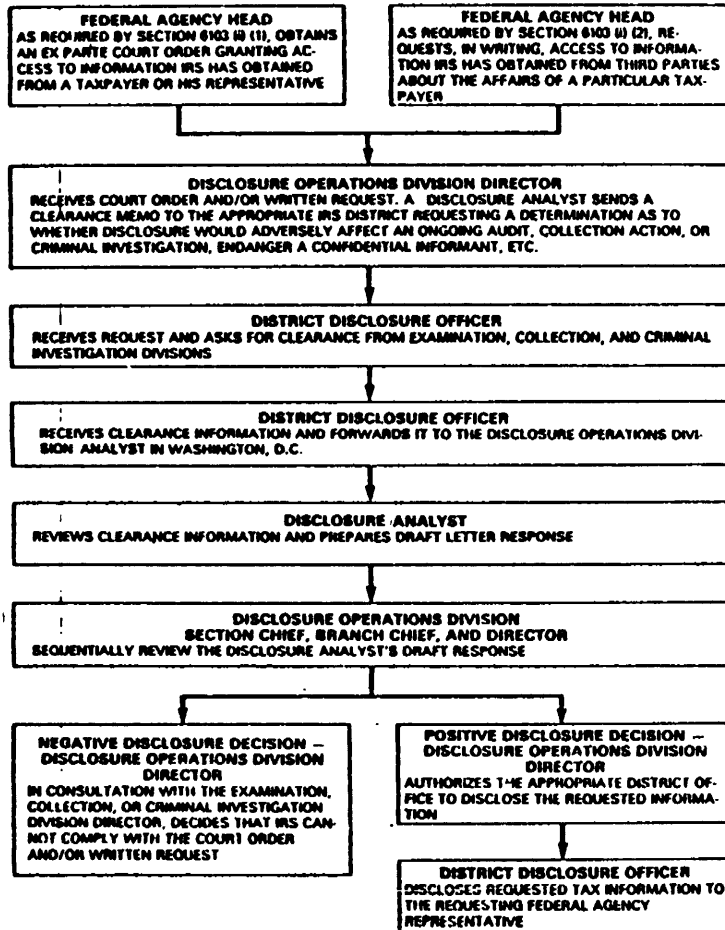 FEDERAL AGENCY HEAD
AS REQUIRED BY SECTION 6103 (i) (1), OBTAINS
AN EX PARTE COURT ORDER GRANTING AC-
CESS TO INFORMATION IRS HAS OBTAINED
FROM A TAXPAYER OR HIS REPRESENTATIVE
FEDERAL AGENCY HEAD
AS REQUIRED BY SECTION 6103 (i) (2), RE-
QUESTS, IN WRITING, ACCESS TO INFORMA-
TION IRS HAS OBTAINED FROM THIRD PARTIES
ABOUT THE AFFAIRS OF A PARTICULAR TAX-
PAYER
DISCLOSURE OPERATIONS DIVISION DIRECTOR
RECEIVES COURT ORDER AND/OR WRITTEN REQUEST. A DISCLOSURE ANALYST SENDS A
CLEARANCE MEMO TO THE APPROPRIATE IRS DISTRICT REQUESTING A DETERMINATION AS TO
WHETHER DISCLOSURE WOULD ADVERSELY AFFECT AN ONGOING AUDIT, COLLECTION ACTION, OR
CRIMINAL INVESTIGATION, ENDANGER A CONFIDENTIAL INFORMANT, ETC.
DISTRICT DISCLOSURE OFFICER
RECEIVES REQUEST AND ASKS FOR CLEARANCE FROM EXAMINATION, COLLECTION, AND CRIMINAL
INVESTIGATION DIVISIONS
DISTRICT DISCLOSURE OFFICER
RECEIVES CLEARANCE INFORMATION AND FORWARDS IT TO THE DISCLOSURE OPERATIONS DIVI-
SION ANALYST IN WASHINGTON, D.C.
DISCLOSURE ANALYST
REVIEWS CLEARANCE INFORMATION AND PREPARES DRAFT LETTER RESPONSE
DISCLOSURE OPERATIONS DIVISION
SECTION CHIEF, BRANCH CHIEF, AND DIRECTOR
SEQUENTIALLY REVIEW THE DISCLOSURE ANALYST'S DRAFT RESPONSE
NEGATIVE DISCLOSURE DECISION –
DISCLOSURE OPERATIONS DIVISION
DIRECTOR
IN CONSULTATION WITH THE EXAMINATION,
COLLECTION, OR CRIMINAL INVESTIGATION
DIVISION DIRECTOR, DECIDES THAT IRS CAN-
NOT COMPLY WITH THE COURT ORDER
AND/OR WRITTEN REQUEST
POSITIVE DISCLOSURE DECISION –
DISCLOSURE OPERATIONS DIVISION
DIRECTOR
AUTHORIZES THE APPROPRIATE DISTRICT OF-
FICE TO DISCLOSE THE REQUESTED INFORMA-
TION
DISTRICT DISCLOSURE OFFICER
DISCLOSES REQUESTED TAX INFORMATION TO
THE REQUESTING FEDERAL AGENCY
REPRESENTATIVE